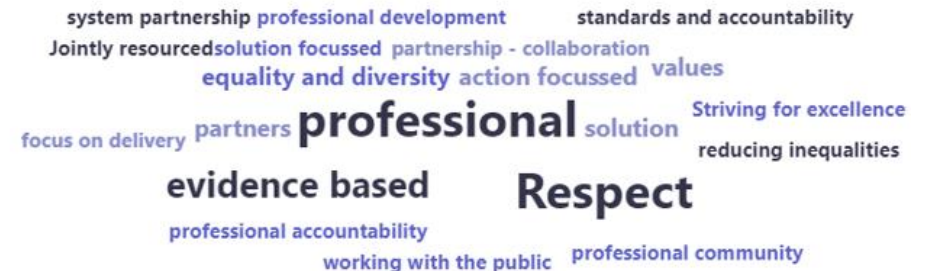 system partnership professional development standards and accountability
Jointly resourced solution focussed partnership - collaboration
equality and diversity action focussed values
focus on delivery partners professional solution Striving for excellence
reducing inequalities
evidence based Respect
professional accountability
working with the public professional community